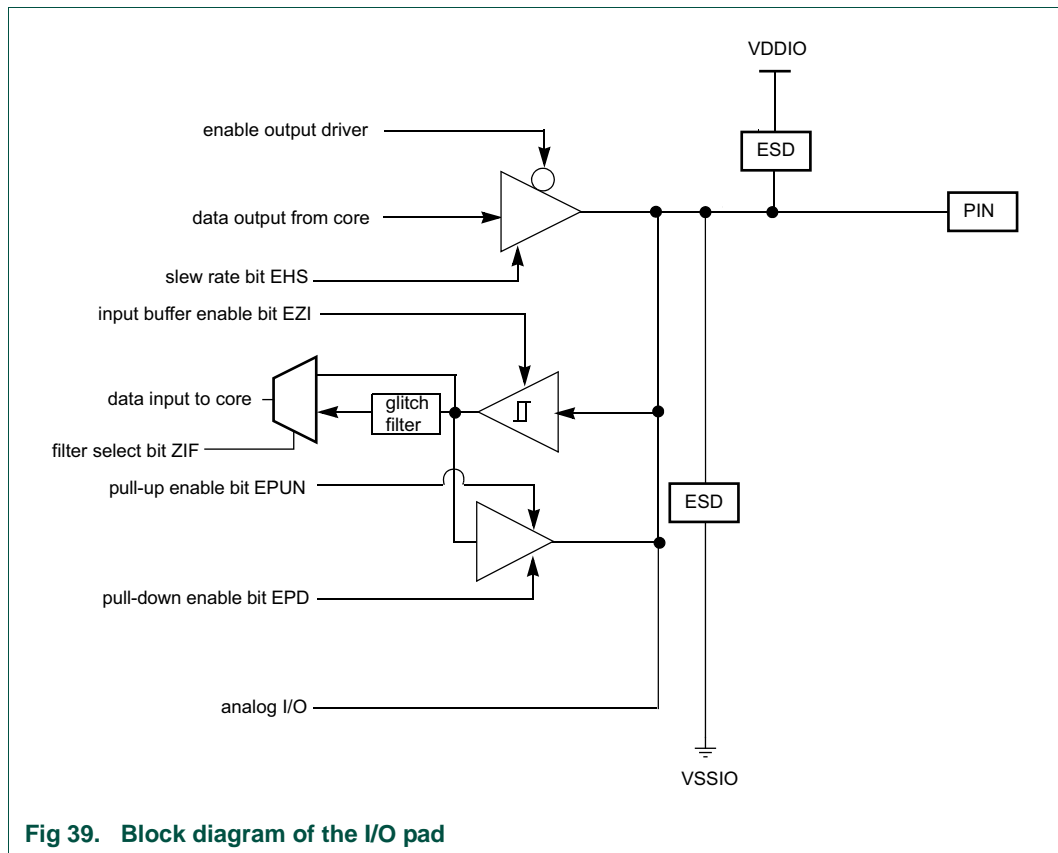 VDDIO
enable output driver
ESD
data output from core
PIN
slew rate bit EHS
input buffer enable bit EZI
data input to core
glitch
filter
filter select bit ZIF
pull-up enable bit EPUN
ESD
pull-down enable bit EPD
analog I/O
VSSIO
Fig 39. Block diagram of the I/O pad